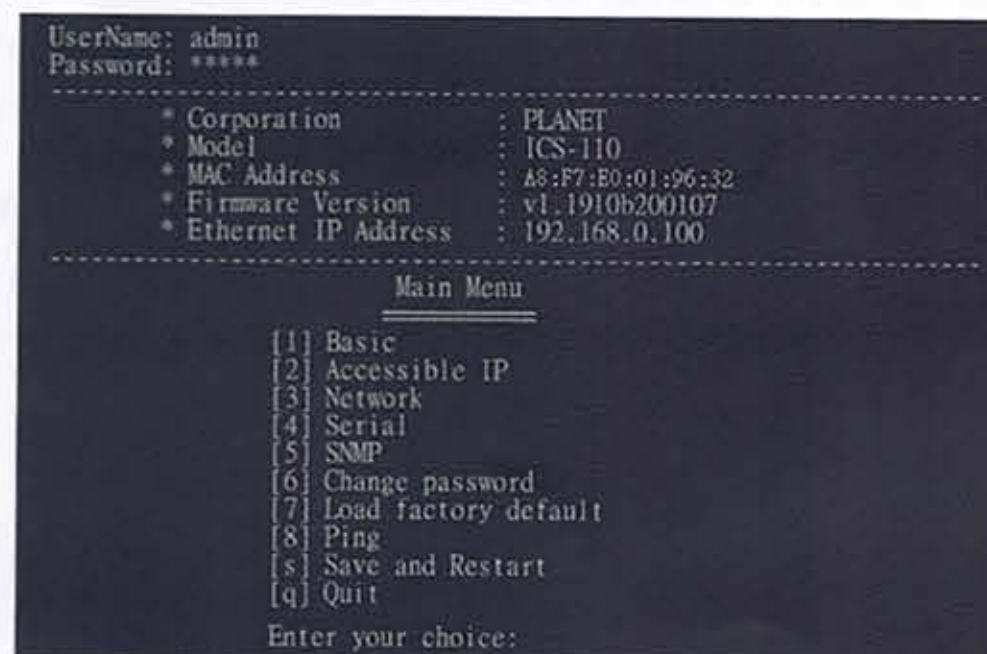 UserName: admin
Password: *****
* Corporation : PLANET
* Model : ICS-110
* MAC Address : A8:F7:E0:01:96:32
* Firmware Version : v1.1910b200107
* Ethernet IP Address : 192.168.0.100
Main Menu
[1] Basic
[2] Accessible IP
[3] Network
[4] Serial
[5] SNMP
[6] Change password
[7] Load factory default
[8] Ping
[s] Save and Restart
[q] Quit
Enter your choice: